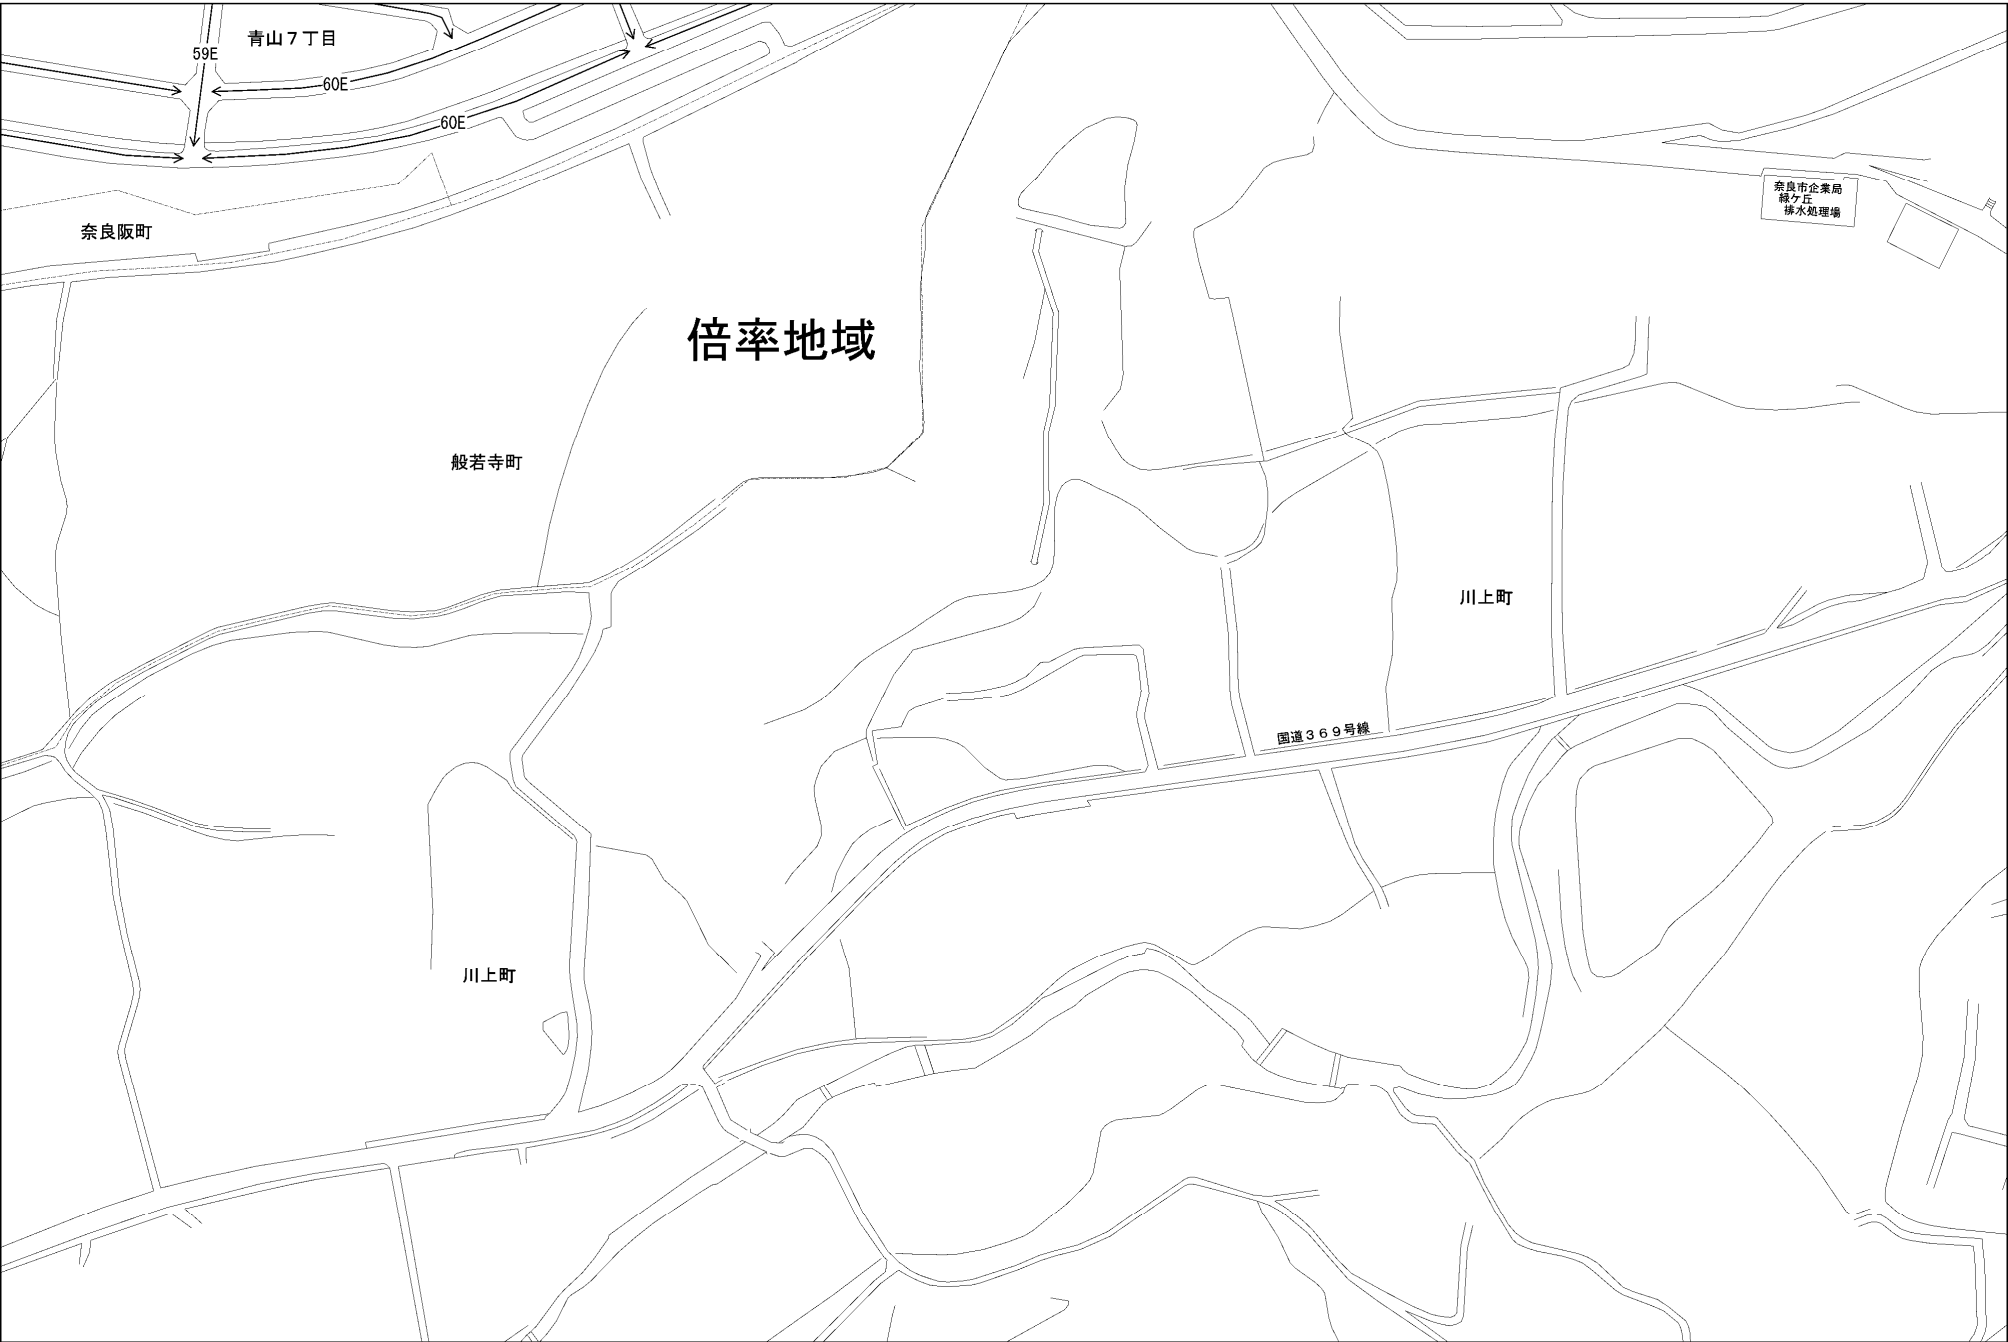 青山７丁目
59E
60E
60E
奈良市企業局
緑ケ丘
排水処理場
奈良阪町
倍率地域
般若寺町
川上町
国道３６９号線
川上町